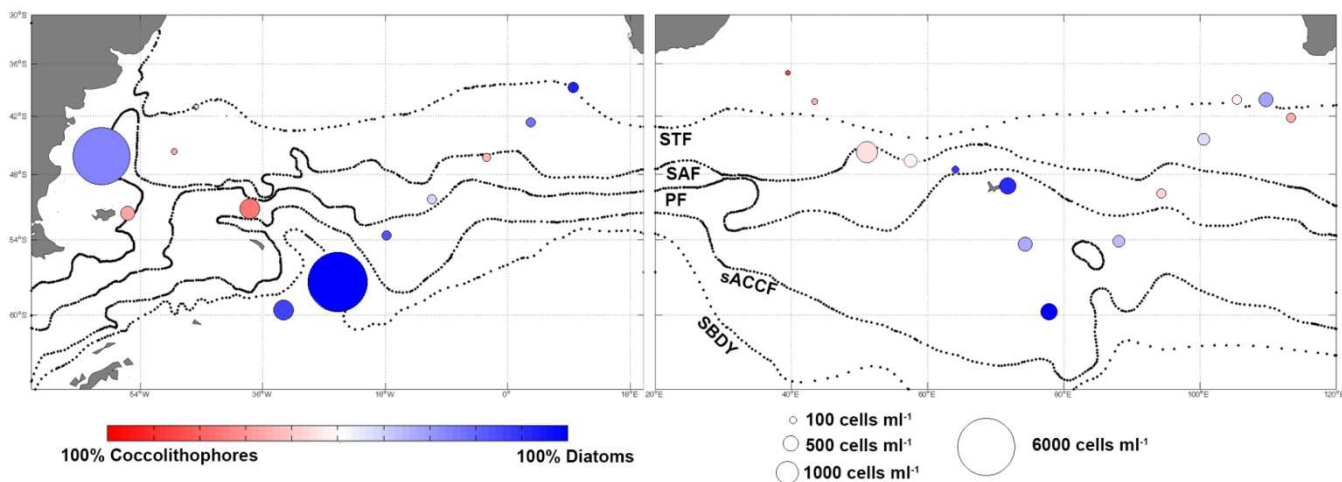 30°S
36°S
42°S
48°S
54°S
60°S
STF
SAF
PF
sACCF
SBDY
54°W
36°W
18°W
0°
16°E
20°E
40°E
60°E
80°E
100°E
120°E
100% Coccolithophores
100% Diatoms
100 cells ml⁻¹
500 cells ml⁻¹
1000 cells ml⁻¹
6000 cells ml⁻¹